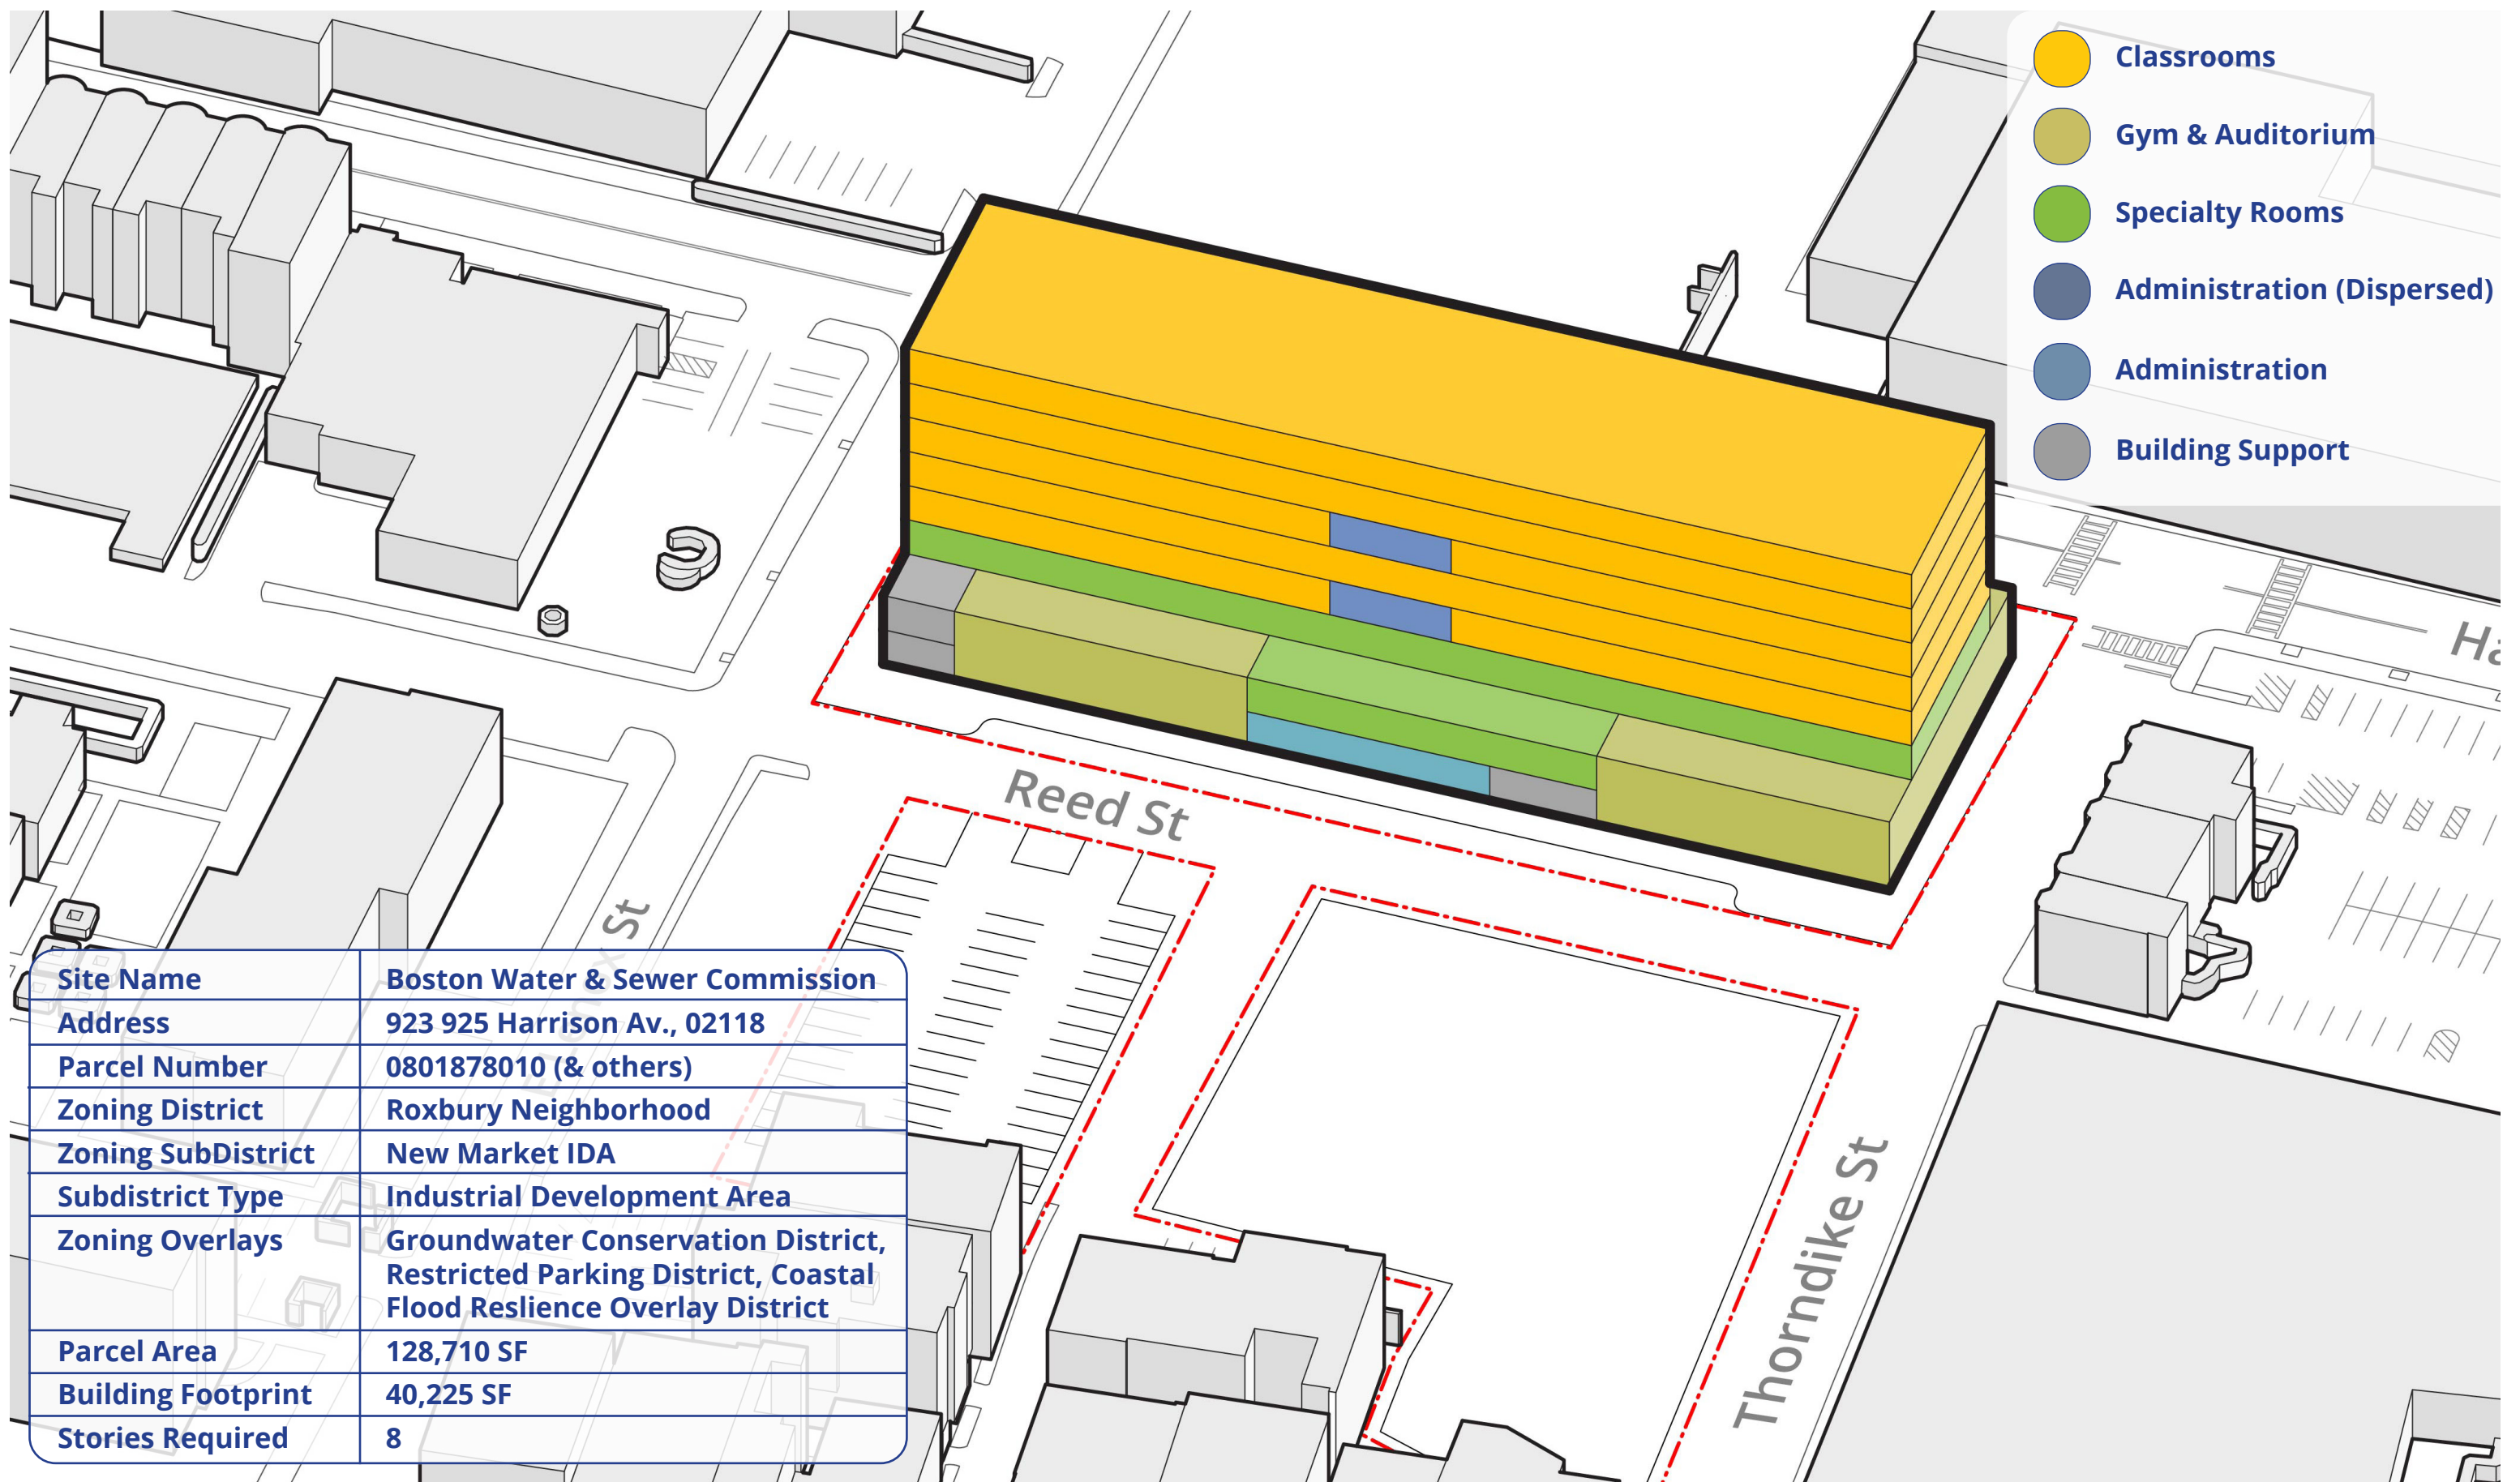 Classrooms
Gym & Auditorium
Specialty Rooms
Administration (Dispersed)
Administration
Building Support
Reed St
St
Thorndike St
Site Name Boston Water & Sewer Commission
Address 923 925 Harrison Av., 02118
Parcel Number 0801878010 (& others)
Zoning District Roxbury Neighborhood
Zoning SubDistrict New Market IDA
Subdistrict Type Industrial Development Area
Zoning Overlays Groundwater Conservation District,
Restricted Parking District, Coastal
Flood Reslience Overlay District
Parcel Area 128,710 SF
Building Footprint 40,225 SF
Stories Required 8